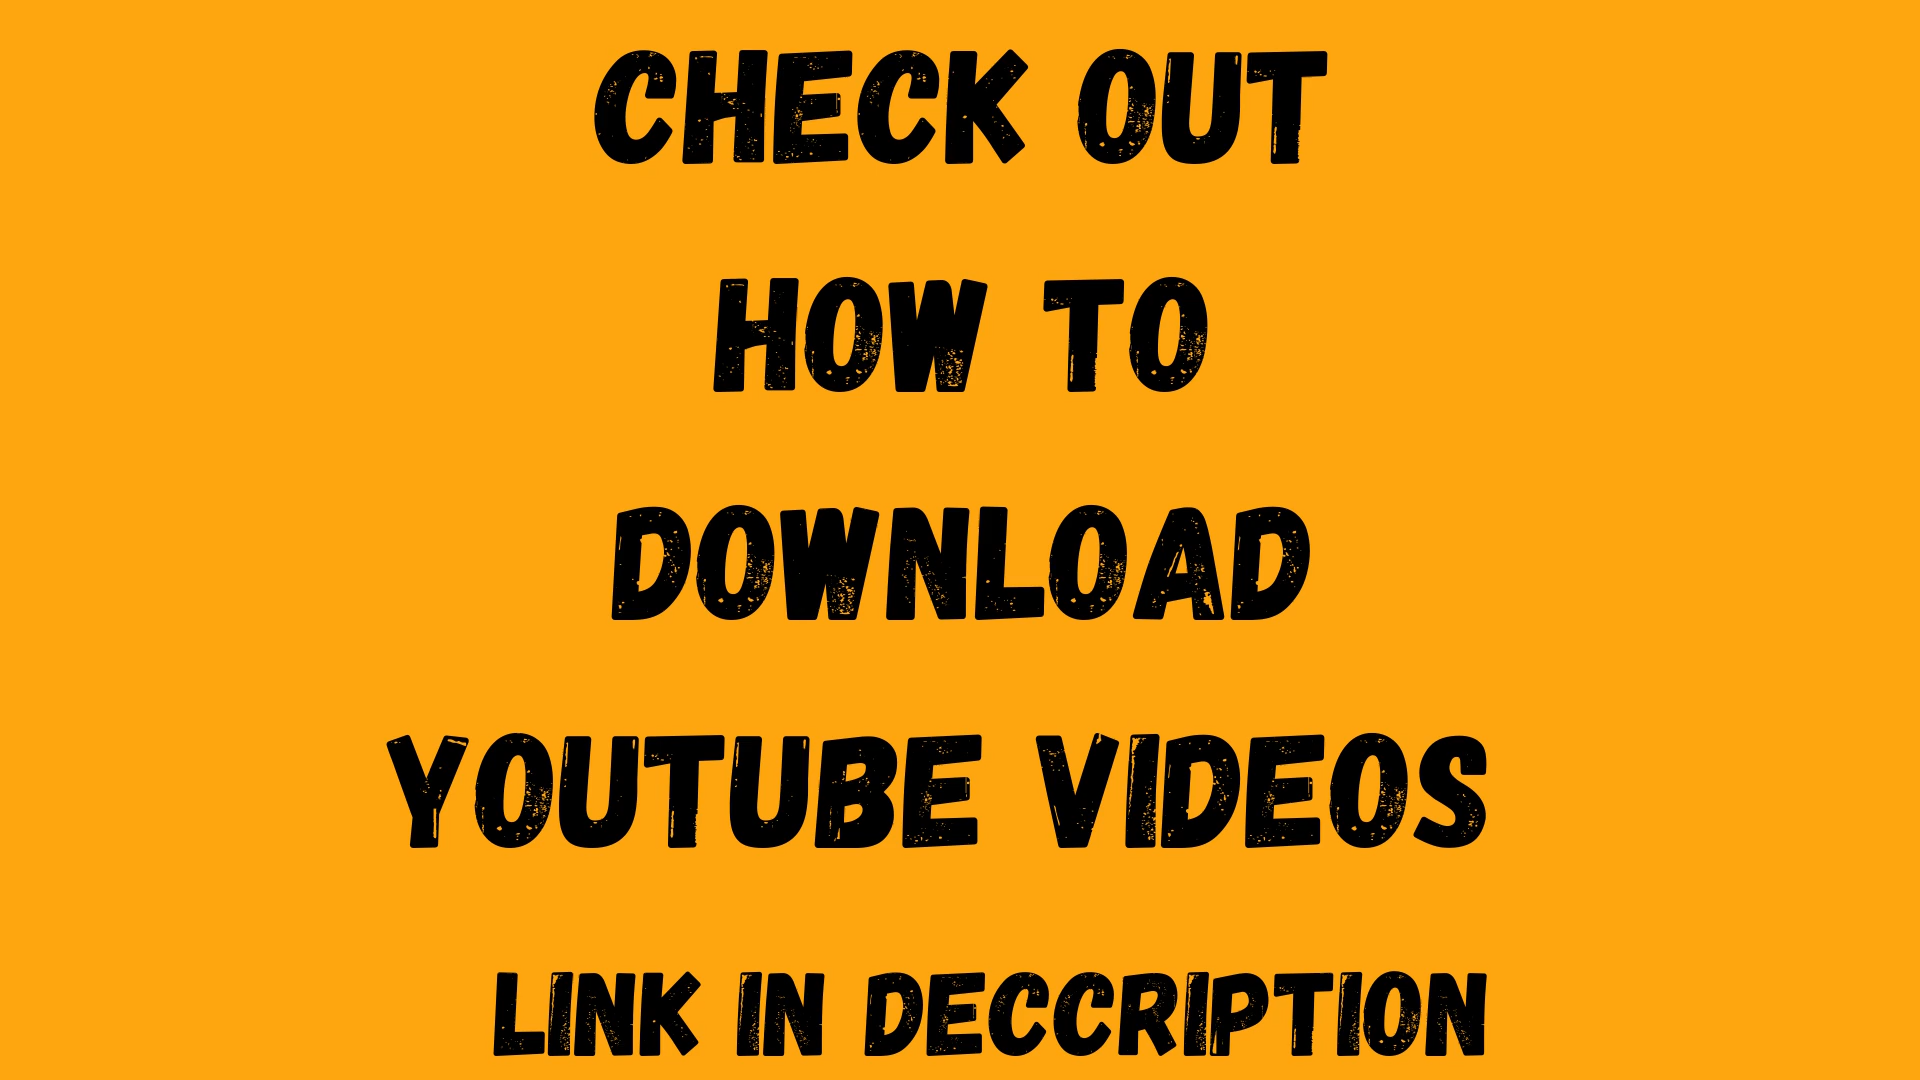 CHECK OUT
HOW TO
DOWNLOAD
YOUTUBE VIDEOS
LINK IN DECCRIPTION